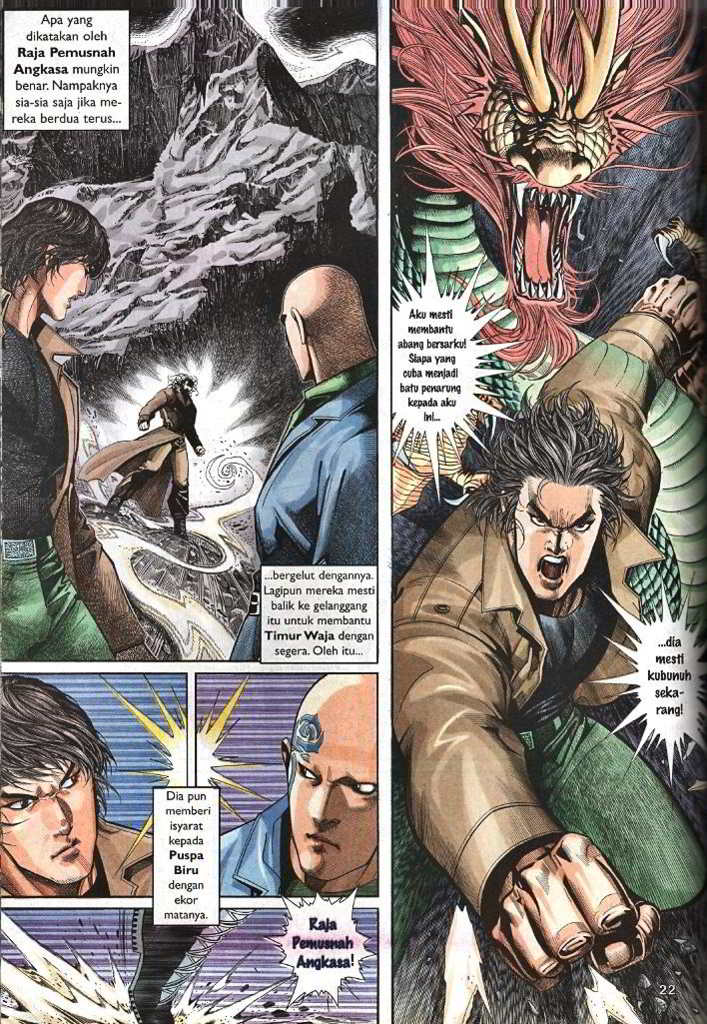 Apa yang
dikatakan oleh
Raja Pemusnah
Angkasa mungkin
benar. Nampaknya
sia-sia saja jika me-
reka berdua terus...
...bergelut dengannya.
Lagipun mereka mesti
balik ke gelanggang
itu untuk membantu
Timur Waja dengan
segera. Oleh itu...
Dia pun
memberi
isyarat
kepada
Puspa
Biru
dengan
ekor
matanya.
Raja
Pemusnah
Angkasa!
Aku mesti
membantu
abang bersarku!
Siapa yang
cuba menjadi
batu penarung
kepada aku
ini...
...dia
mesti
kubunuh
seka-
rang!
22